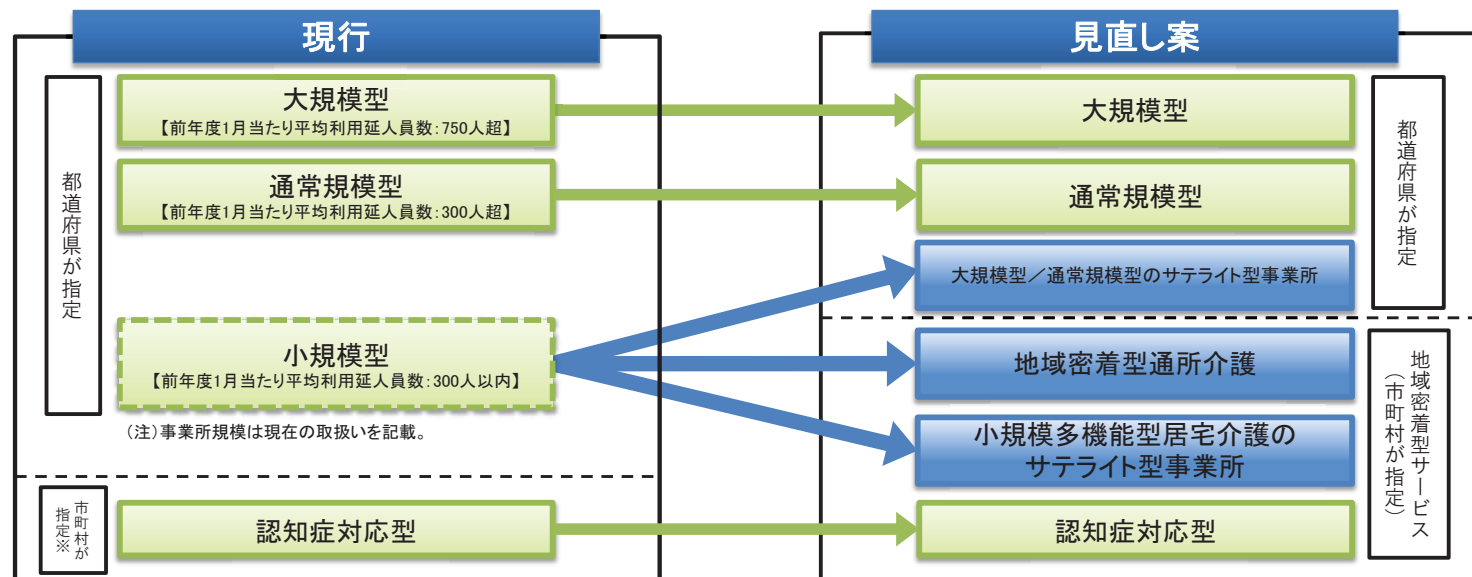 現行
都道府県が指定
大規模型
【前年度1月当たり平均利用延人員数:750人超】
通常規模型
【前年度1月当たり平均利用延人員数:300人超】
小規模型
【前年度1月当たり平均利用延人員数:300人以内】
(注)事業所規模は現在の取扱いを記載。
市町村が
指定※
認知症対応型
見直し案
大規模型
通常規模型
大規模型／通常規模型のサテライト型事業所
都道府県が指定
地域密着型通所介護
小規模多機能型居宅介護の
サテライト型事業所
認知症対応型
地域密着型サービス
(市町村が指定)